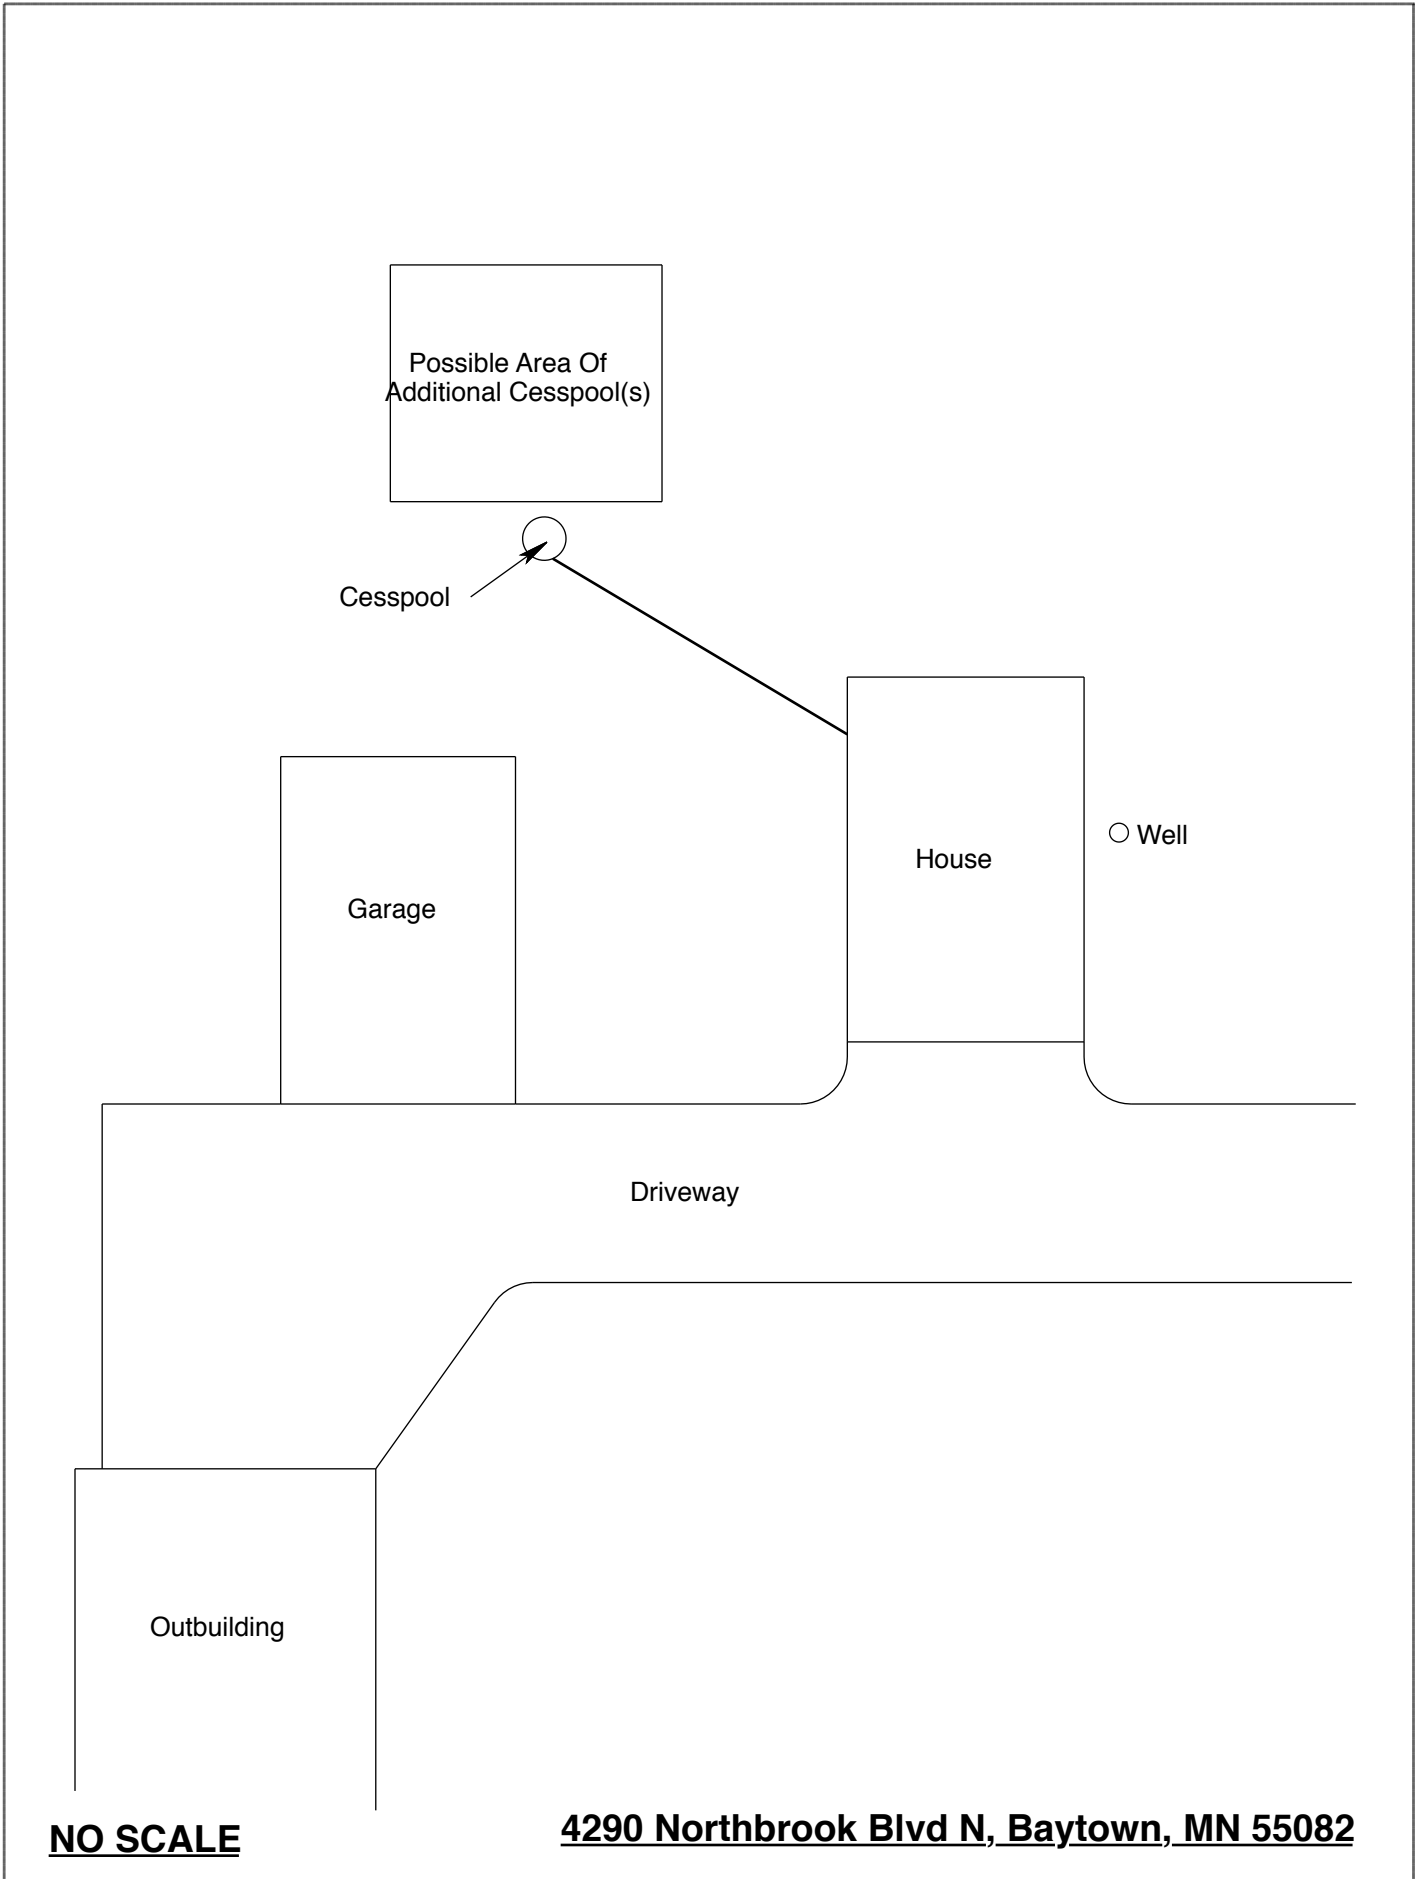 Possible Area Of
Additional Cesspool(s)
Cesspool
Well
House
Garage
Driveway
Outbuilding
NO SCALE
4290 Northbrook Blvd N, Baytown, MN 55082